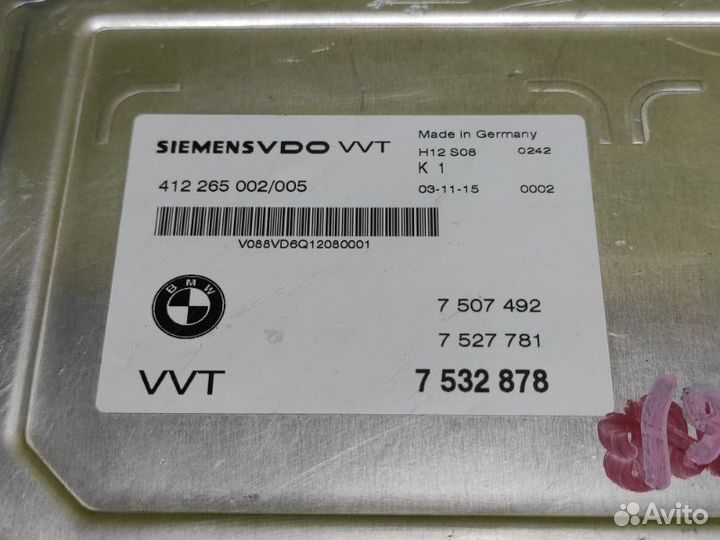 SIEMENSVDO VVT
Made in Germany
H12 S08 0242
K 1
412 265 002/005
03-11-15 0002
V088VD6Q12080001
BMW
7 507 492
7 527 781
VVT 7 532 878
Avito